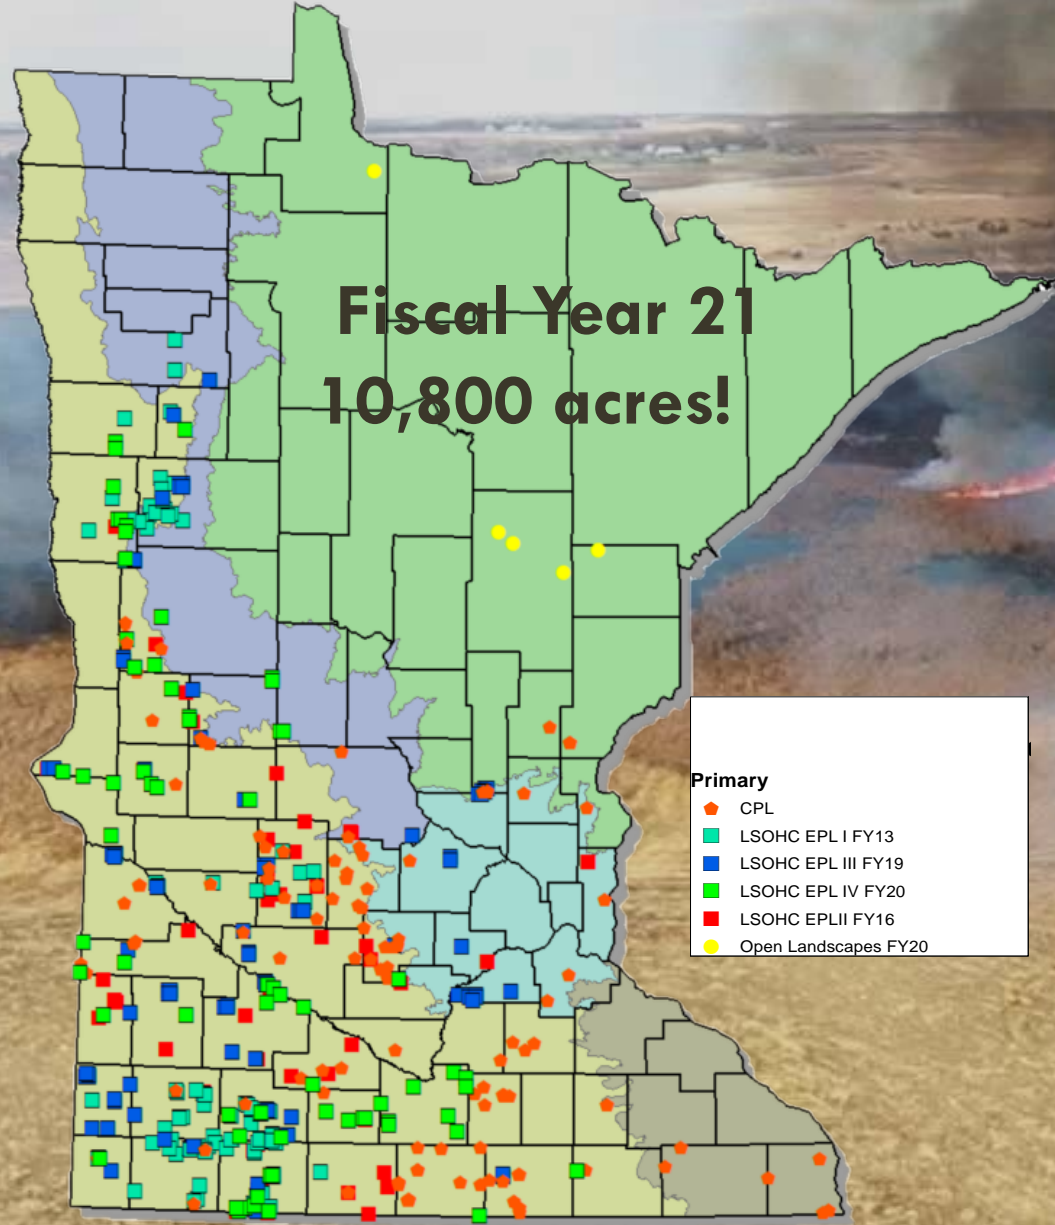 Fiscal Year 21
10,800 acres!
Primary
CPL
LSOHC EPL I FY13
LSOHC EPL III FY19
LSOHC EPL IV FY20
LSOHC EPLII FY16
Open Landscapes FY20